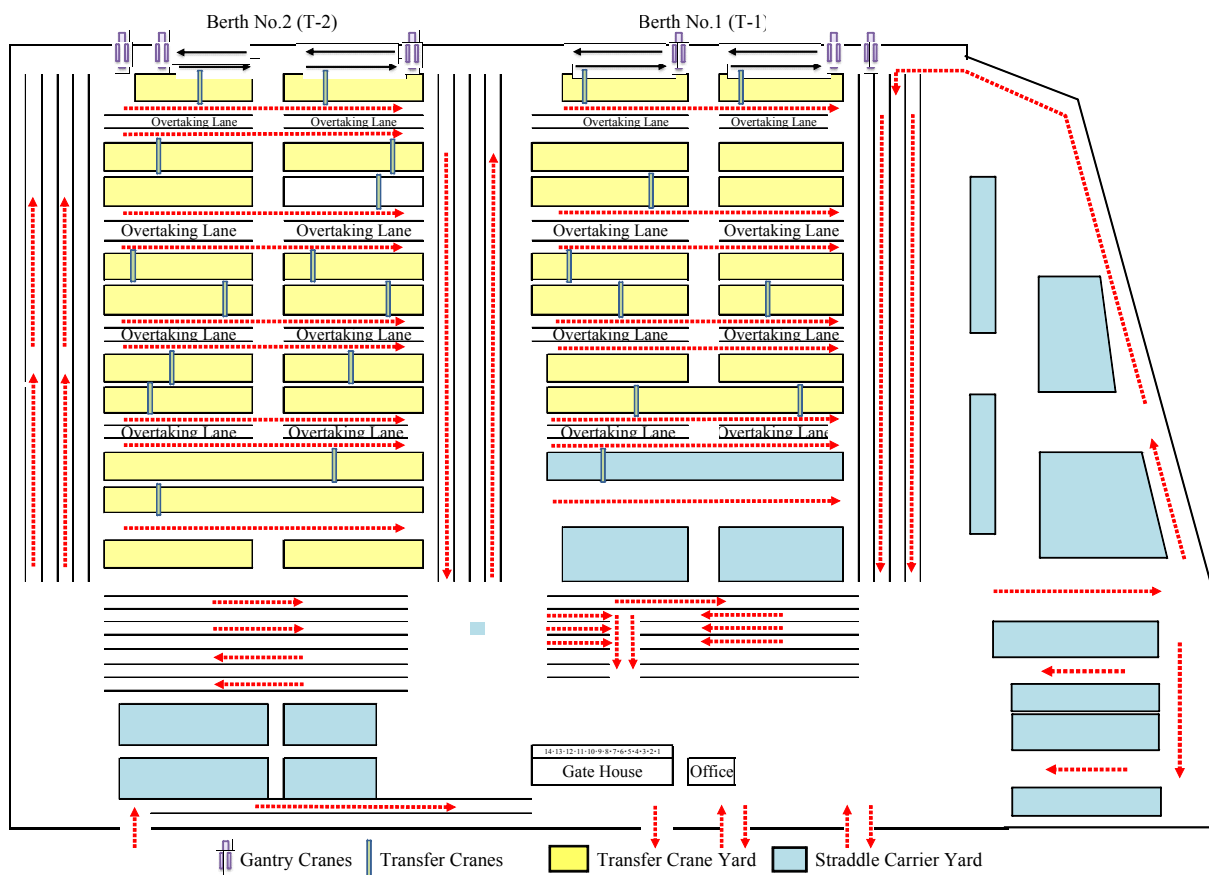 Berth No.2 (T-2) Berth No.1 (T-1)
Overtaking Lane Overtaking Lane Overtaking Lane Overtaking Lane
Overtaking Lane Overtaking Lane Overtaking Lane Overtaking Lane
Overtaking Lane Overtaking Lane Overtaking Lane Overtaking Lane
Overtaking Lane Overtaking Lane Overtaking Lane Overtaking Lane
14・13・12・11・10・9・8・7・6・5・4・3・2・1
Gate House Office
Gantry Cranes Transfer Cranes Transfer Crane Yard Straddle Carrier Yard